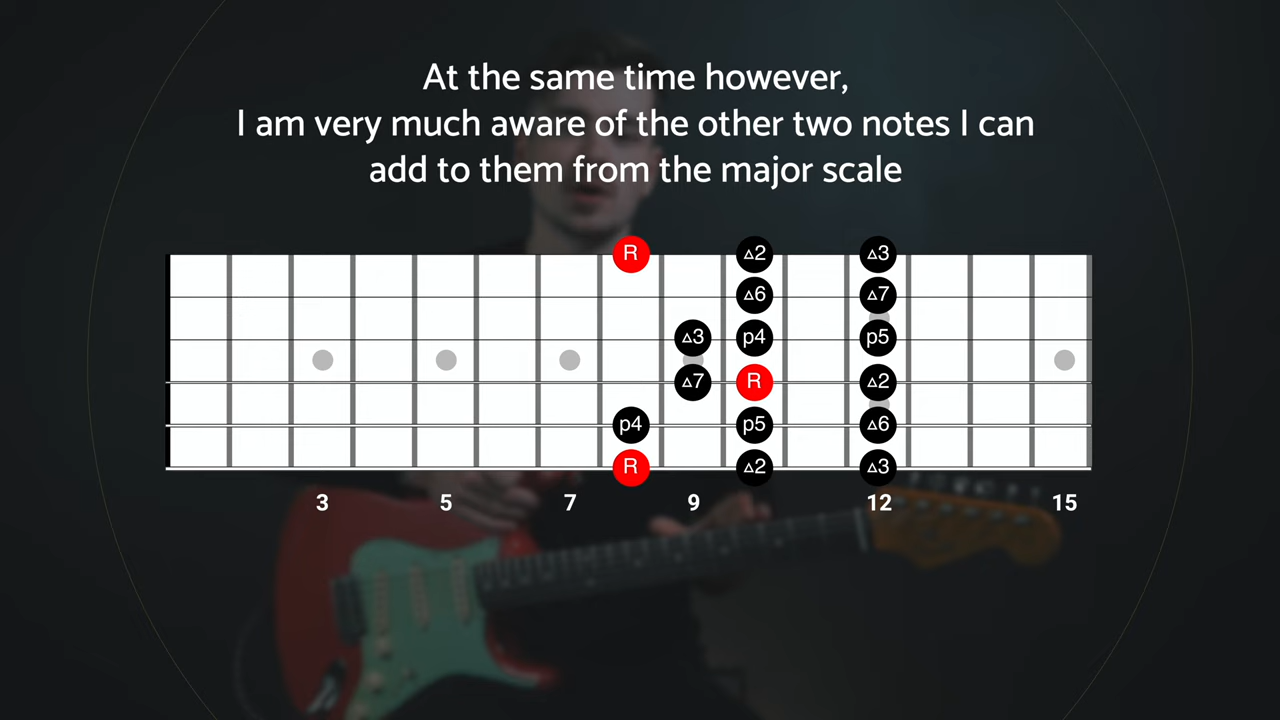 At the same time however,
I am very much aware of the other two notes I can
add to them from the major scale
R △2 △3
△6 △7
△3 p4 p5
△7 R △2
p4 p5 △6
R △2 △3
3 5 7 9 12 15